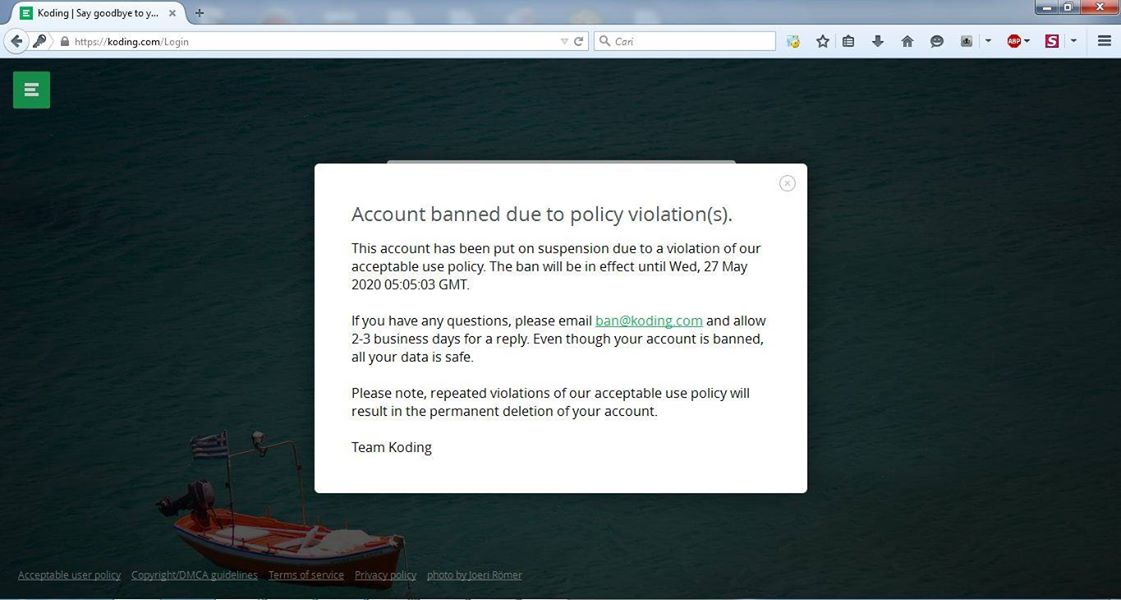 Koding | Say goodbye to y...
https://koding.com/Login
Cari
ABP
S
Account banned due to policy violation(s).
This account has been put on suspension due to a violation of our
acceptable use policy. The ban will be in effect until Wed, 27 May
2020 05:05:03 GMT.
If you have any questions, please email ban@koding.com and allow
2-3 business days for a reply. Even though your account is banned,
all your data is safe.
Please note, repeated violations of our acceptable use policy will
result in the permanent deletion of your account.
Team Koding
Acceptable user policy Copyright/DMCA guidelines Terms of service Privacy policy photo by Joeri Römer